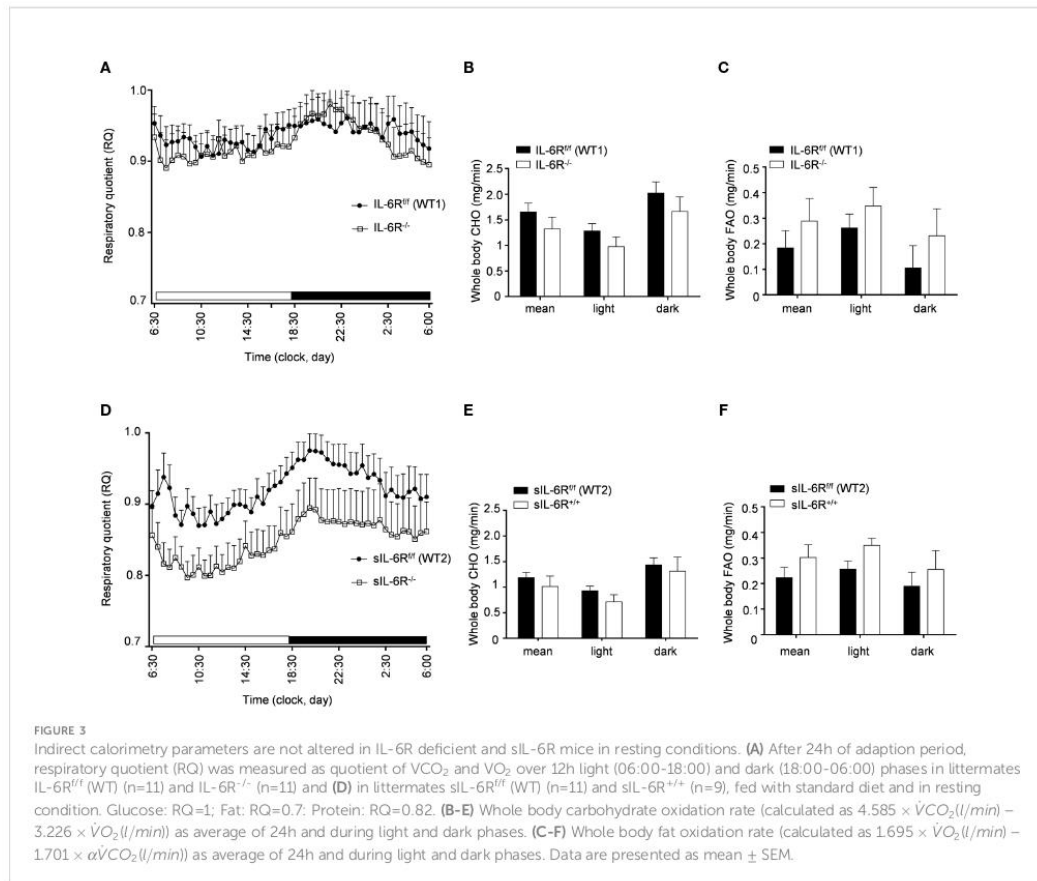 A
1.0
0.9
0.8
0.7
Respiratory quotient (RQ)
IL-6Rf/f (WT1)
IL-6R-/-
6:30
10:30
14:30
18:30
22:30
2:30
6:00
Time (clock, day)
B
IL-6Rf/f (WT1)
IL-6R-/-
2.5
2.0
1.5
1
0.5
0
Whole body CHO (mg/min)
mean light dark
C
IL-6Rf/f (WT1)
IL-6R-/-
0.5
0.4
0.3
0.2
0.1
0
Whole body FAO (mg/min)
mean light dark
D
1.0
0.9
0.8
0.7
Respiratory quotient (RQ)
sIL-6Rf/f (WT2)
sIL-6R-/-
6:30
10:30
14:30
18:30
22:30
2:30
6:00
Time (clock, day)
E
sIL-6Rf/f (WT2)
sIL-6R+/+
2.5
2.0
1.5
1
0.5
0
Whole body CHO (mg/min)
mean light dark
F
sIL-6Rf/f (WT2)
sIL-6R+/+
0.5
0.4
0.3
0.2
0.1
0
Whole body FAO (mg/min)
mean light dark
FIGURE 3
Indirect calorimetry parameters are not altered in IL-6R deficient and sIL-6R mice in resting conditions. (A) After 24h of adaption period,
respiratory quotient (RQ) was measured as quotient of VCO₂ and VO₂ over 12h light (06:00-18:00) and dark (18:00-06:00) phases in littermates
IL-6Rf/f (WT) (n=11) and IL-6R-/- (n=11) and (D) in littermates sIL-6Rf/f (WT) (n=11) and sIL-6R+/+ (n=9), fed with standard diet and in resting
condition. Glucose: RQ=1; Fat: RQ=0.7: Protein: RQ=0.82. (B-E) Whole body carbohydrate oxidation rate (calculated as 4.585 × V̇CO₂(l/min) –
3.226 × V̇O₂(l/min)) as average of 24h and during light and dark phases. (C-F) Whole body fat oxidation rate (calculated as 1.695 × V̇O₂(l/min) –
1.701 × αV̇CO₂(l/min)) as average of 24h and during light and dark phases. Data are presented as mean ± SEM.